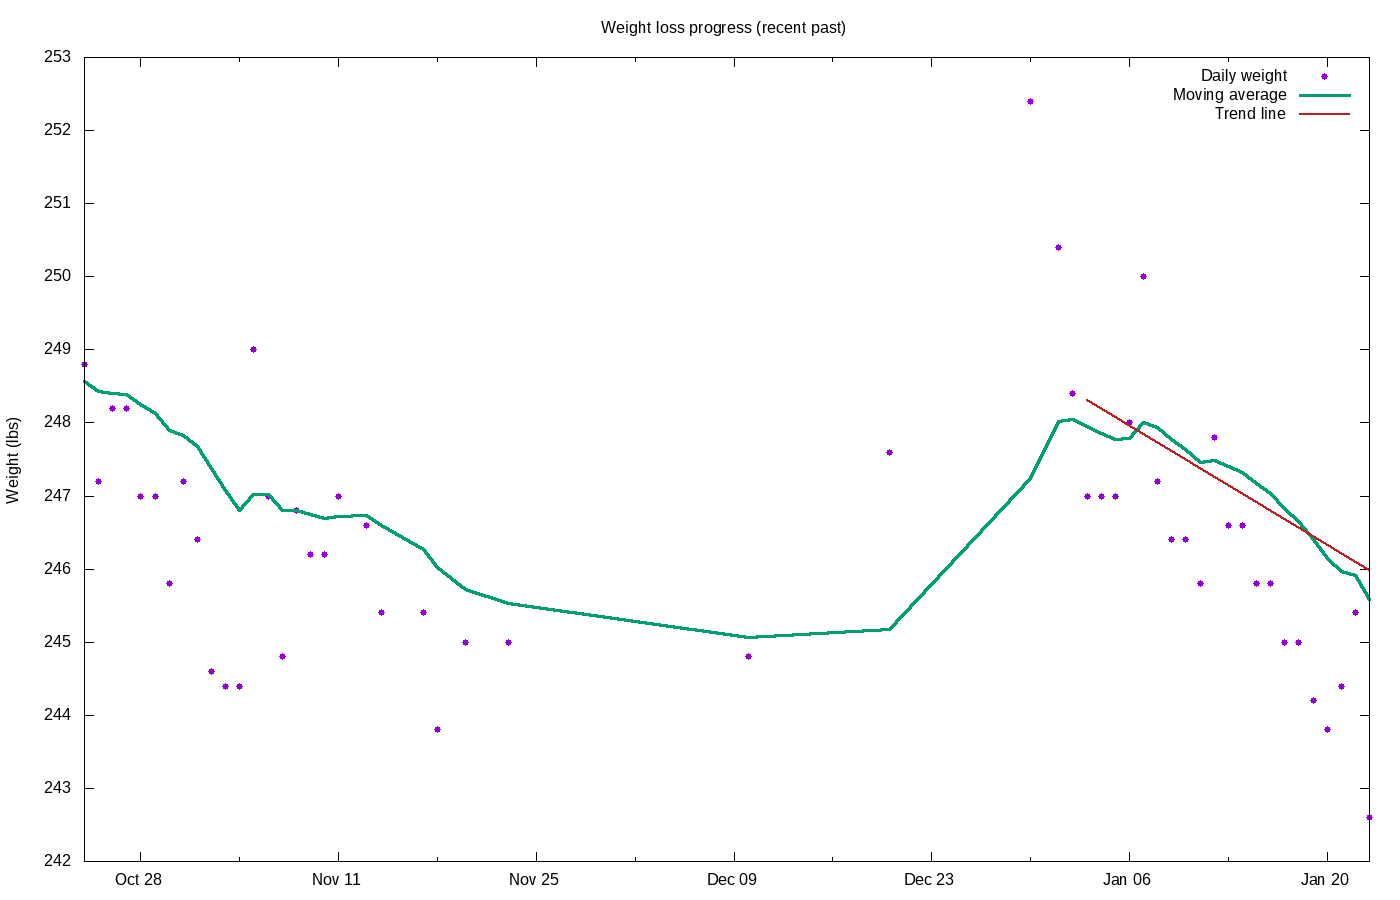 Weight loss progress (recent past)
253
252
251
250
249
248
247
246
245
244
243
242
Weight (lbs)
Daily weight
Moving average
Trend line
Oct 28
Nov 11
Nov 25
Dec 09
Dec 23
Jan 06
Jan 20